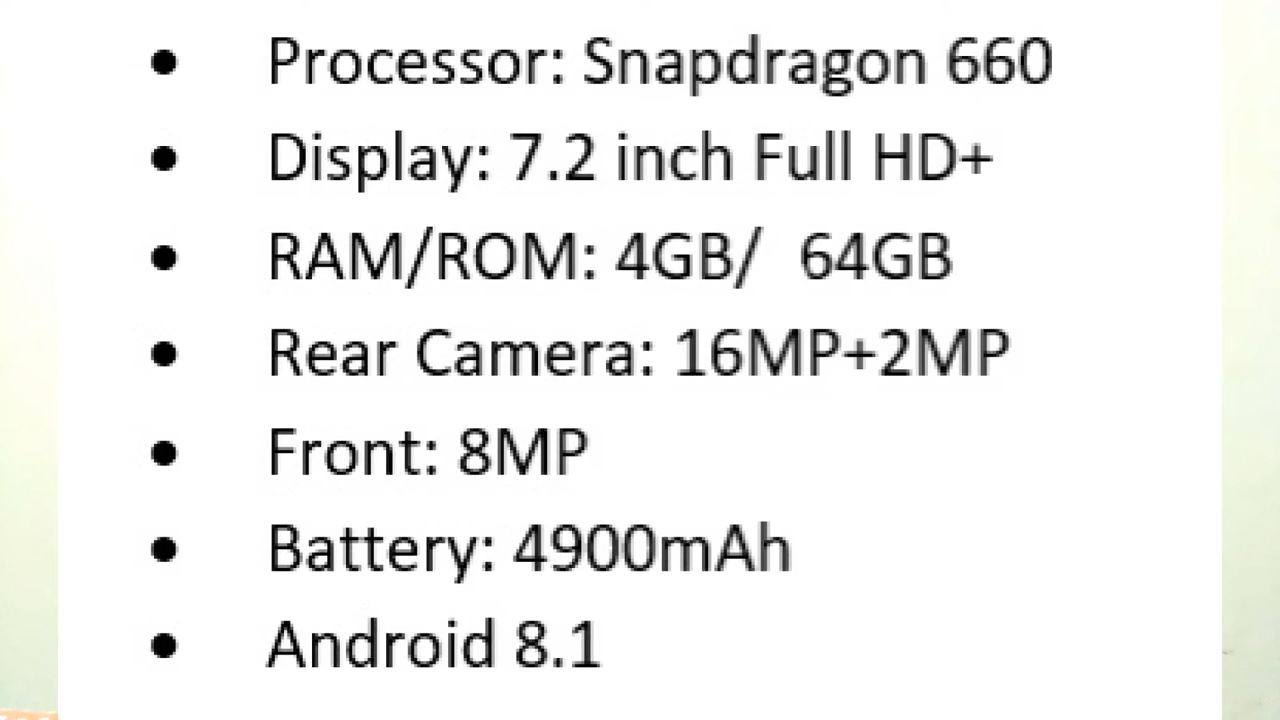 • Processor: Snapdragon 660
• Display: 7.2 inch Full HD+
• RAM/ROM: 4GB/ 64GB
• Rear Camera: 16MP+2MP
• Front: 8MP
• Battery: 4900mAh
• Android 8.1